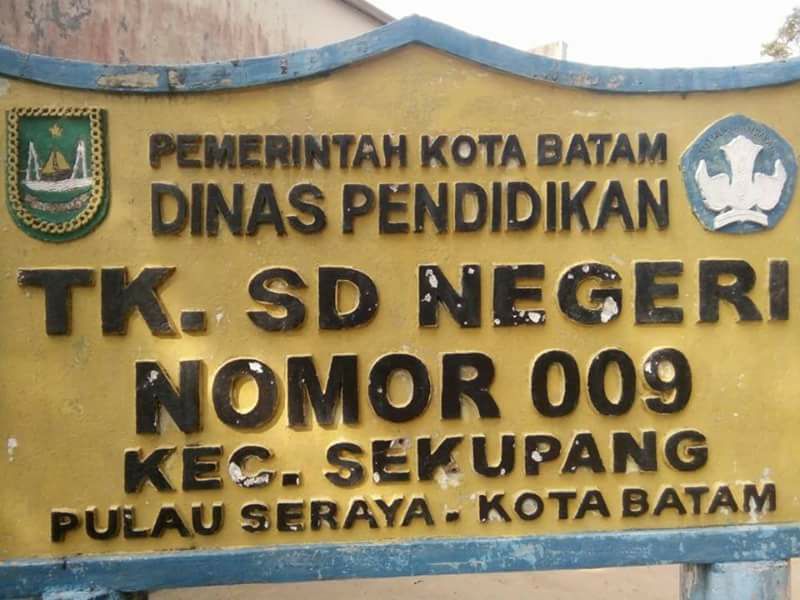 PEMERINTAH KOTA BATAM
DINAS PENDIDIKAN
TK. SD NEGERI
NOMOR 009
KEC. SEKUPANG
PULAU SERAYA - KOTA BATAM